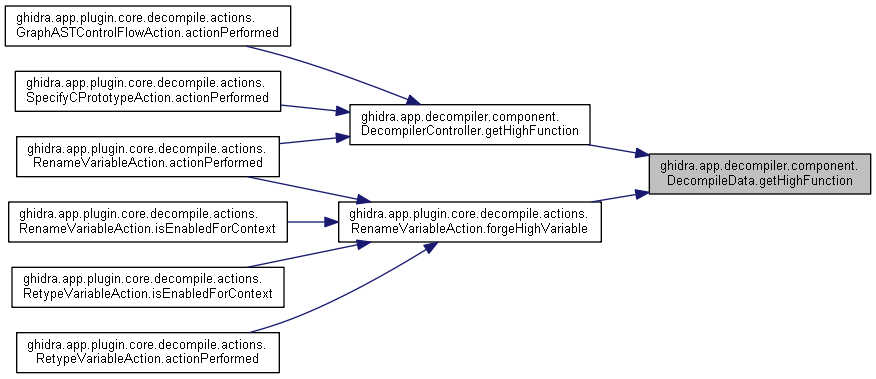 ghidra.app.plugin.core.decompile.actions.
GraphASTControlFlowAction.actionPerformed
ghidra.app.plugin.core.decompile.actions.
SpecifyCPrototypeAction.actionPerformed
ghidra.app.plugin.core.decompile.actions.
RenameVariableAction.actionPerformed
ghidra.app.plugin.core.decompile.actions.
RenameVariableAction.isEnabledForContext
ghidra.app.plugin.core.decompile.actions.
RetypeVariableAction.isEnabledForContext
ghidra.app.plugin.core.decompile.actions.
RetypeVariableAction.actionPerformed
ghidra.app.decompiler.component.
DecompilerController.getHighFunction
ghidra.app.plugin.core.decompile.actions.
RenameVariableAction.forgeHighVariable
ghidra.app.decompiler.component.
DecompileData.getHighFunction